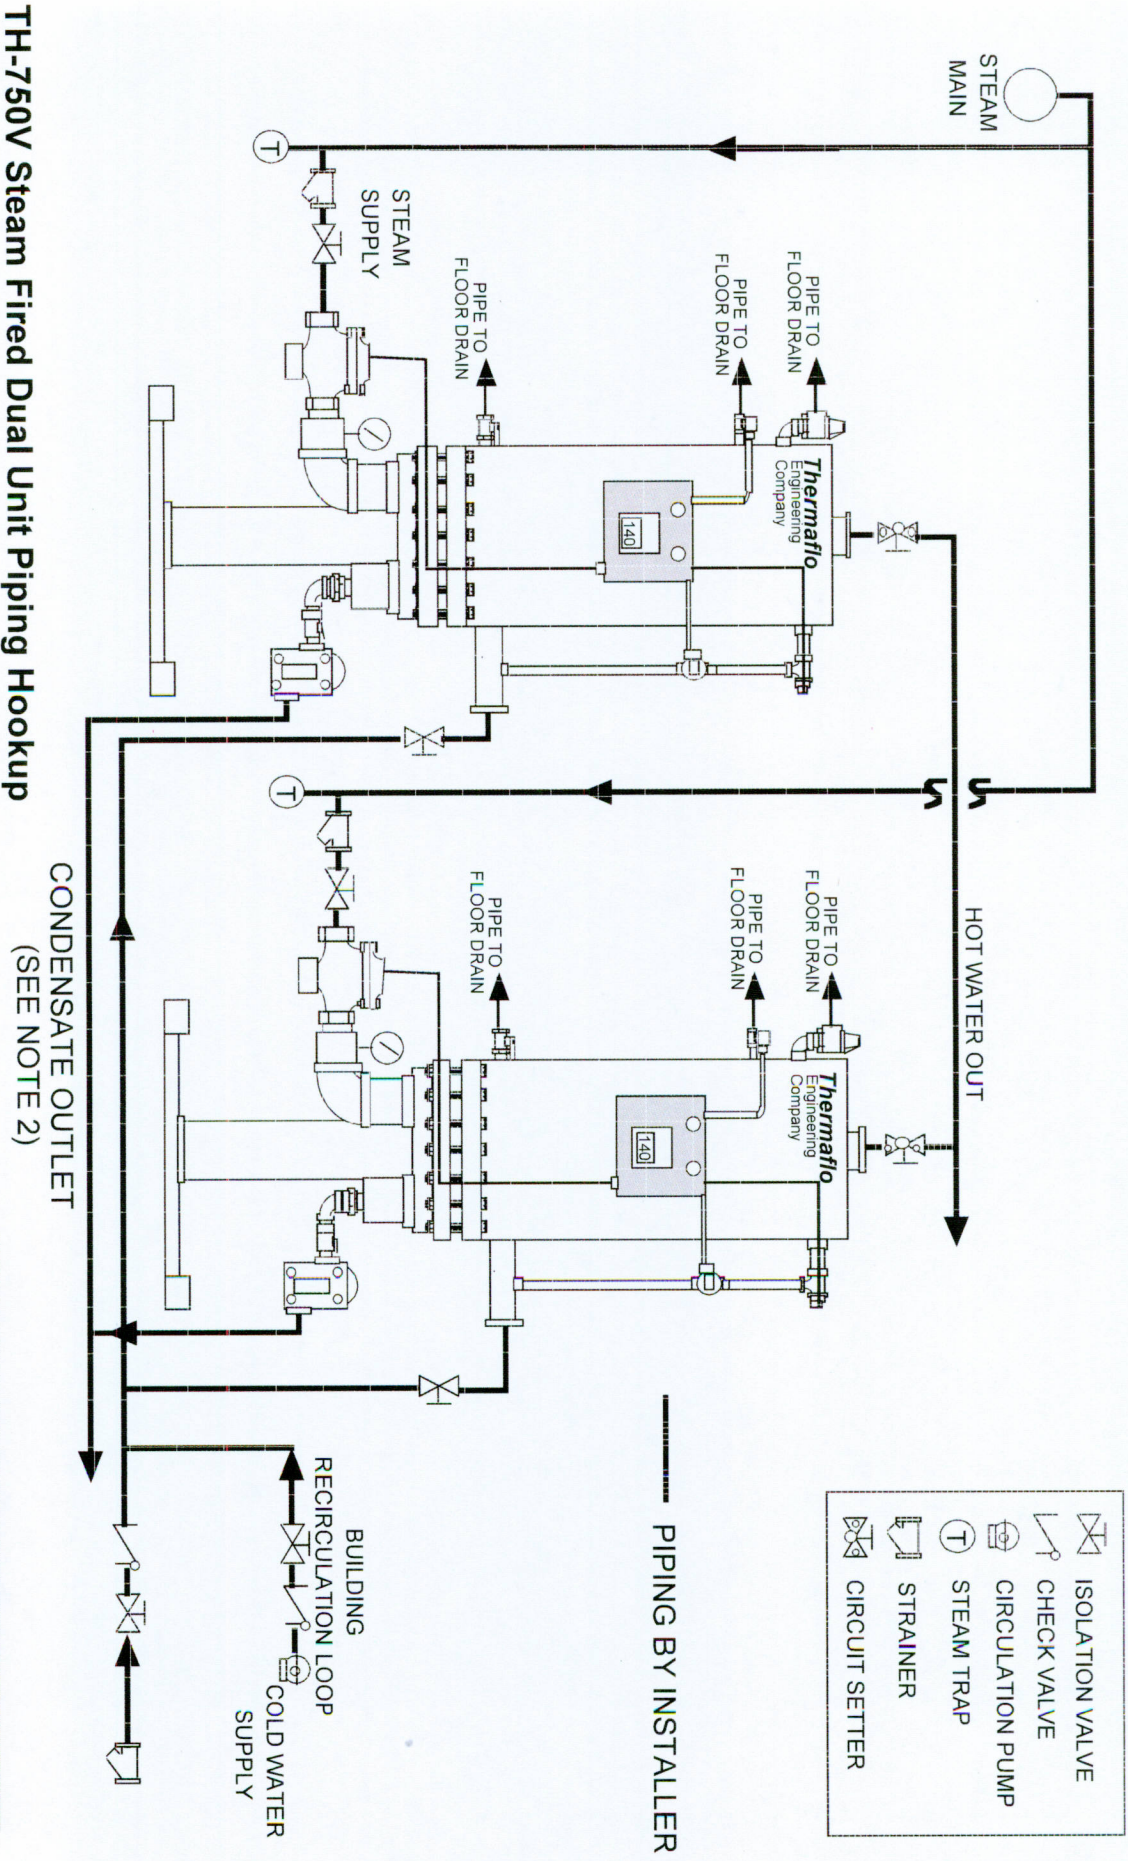 STEAM
MAIN
STEAM
SUPPLY
PIPE TO
FLOOR DRAIN
PIPE TO
FLOOR DRAIN
PIPE TO
FLOOR DRAIN
Thermaflo
Engineering
Company
140
T
HOT WATER OUT
PIPE TO
FLOOR DRAIN
PIPE TO
FLOOR DRAIN
PIPE TO
FLOOR DRAIN
Thermaflo
Engineering
Company
140
T
ISOLATION VALVE
CHECK VALVE
CIRCULATION PUMP
T STEAM TRAP
STRAINER
CIRCUIT SETTER
PIPING BY INSTALLER
BUILDING
RECIRCULATION LOOP
COLD WATER
SUPPLY
CONDENSATE OUTLET
(SEE NOTE 2)
TH-750V Steam Fired Dual Unit Piping Hookup